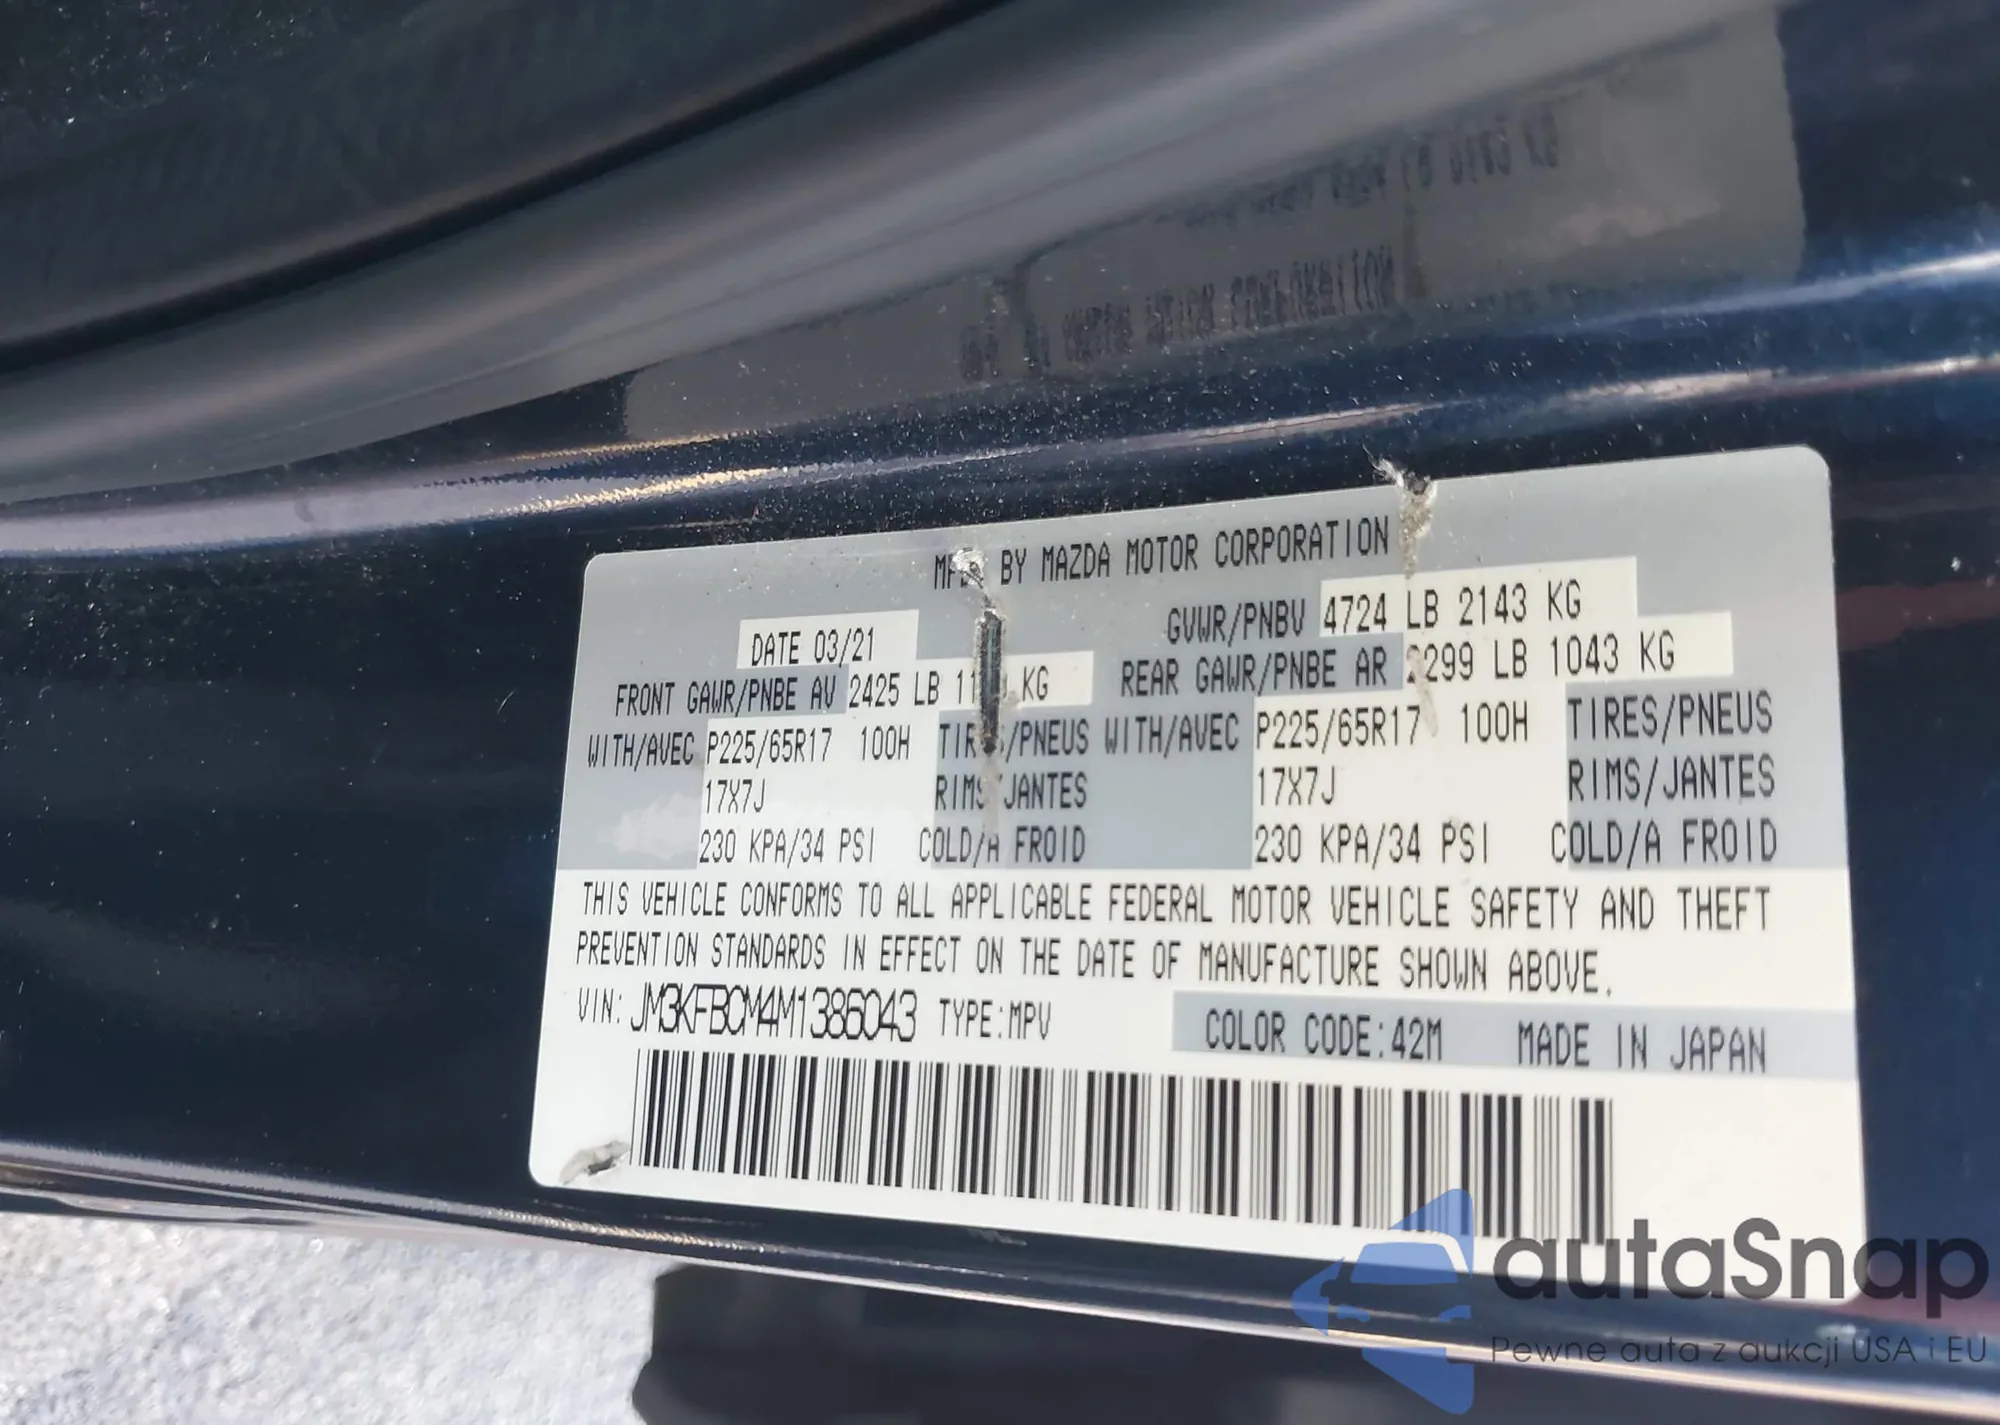 MFD BY MAZDA MOTOR CORPORATION
DATE 03/21 GVWR/PNBV 4724 LB 2143 KG
FRONT GAWR/PNBE AV 2425 LB KG REAR GAWR/PNBE AR 2299 LB 1043 KG
WITH/AVEC P225/65R17 100H TIRES/PNEUS WITH/AVEC P225/65R17 100H TIRES/PNEUS
17X7J RIMS/JANTES 17X7J RIMS/JANTES
230 KPA/34 PSI COLD/A FROID 230 KPA/34 PSI COLD/A FROID
THIS VEHICLE CONFORMS TO ALL APPLICABLE FEDERAL MOTOR VEHICLE SAFETY AND THEFT
PREVENTION STANDARDS IN EFFECT ON THE DATE OF MANUFACTURE SHOWN ABOVE.
VIN: JM3KFBCM4M1386043 TYPE:MPV COLOR CODE:42M MADE IN JAPAN
autaSnap
Pewne auta z aukcji USA i EU